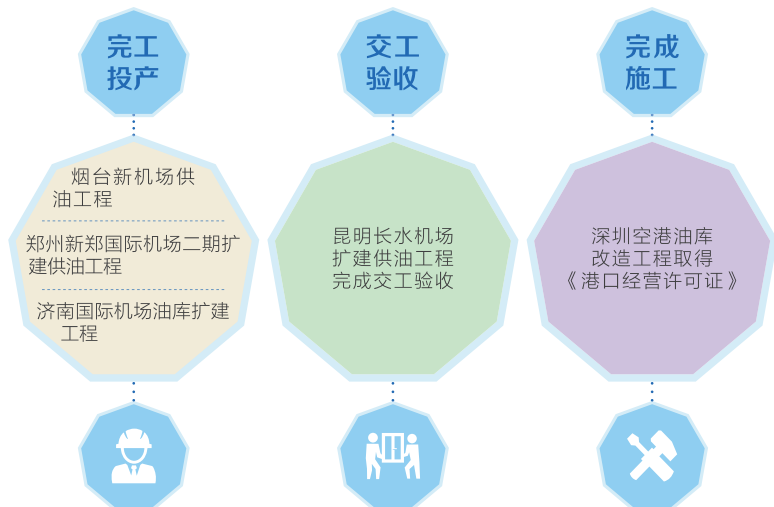 完工
投产
烟台新机场供
油工程
郑州新郑国际机场二期扩
建供油工程
济南国际机场油库扩建
工程
交工
验收
昆明长水机场
扩建供油工程
完成交工验收
完成
施工
深圳空港油库
改造工程取得
《港口经营许可证》